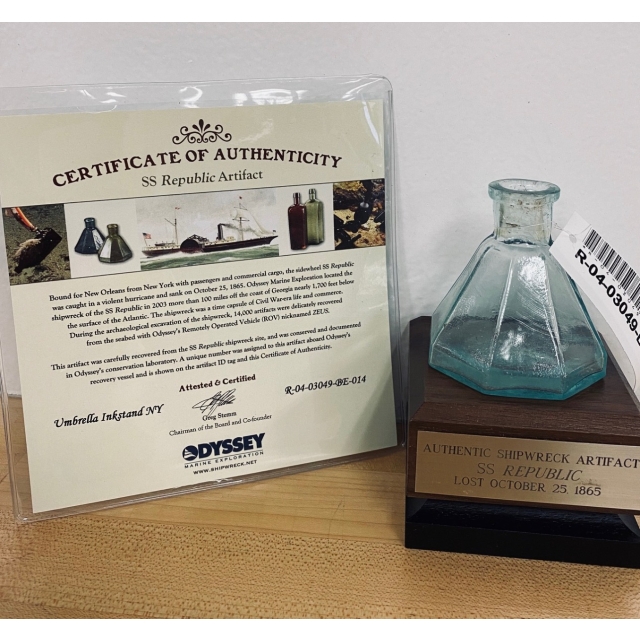 CERTIFICATE OF AUTHENTICITY
SS Republic Artifact
Bound for New Orleans from New York with passengers and commercial cargo, the sidewheel SS Republic
was caught in a violent hurricane and sank on October 25, 1865. Odyssey Marine Exploration located the
shipwreck of the SS Republic in 2003 more than 100 miles off the coast of Georgia nearly 1,700 feet below
the surface of the Atlantic. The shipwreck was a time capsule of Civil War-era life and commerce.
During the archaeological excavation of the shipwreck, 14,000 artifacts were delicately recovered
from the seabed with Odyssey's Remotely Operated Vehicle (ROV) nicknamed ZEUS.
This artifact was carefully recovered from the SS Republic shipwreck site, and was conserved and documented
in Odyssey's conservation laboratory. A unique number was assigned to this artifact aboard Odyssey's
recovery vessel and is shown on the artifact ID tag and this Certificate of Authenticity.
Attested & Certified
Umbrella Inkstand NY
R-04-03049-BE-014
Greg Stemm
Chairman of the Board and Co-founder
ODYSSEY
MARINE EXPLORATION
WWW.SHIPWRECK.NET
R-04-03049-
AUTHENTIC SHIPWRECK ARTIFACT
SS REPUBLIC
LOST OCTOBER 25, 1865